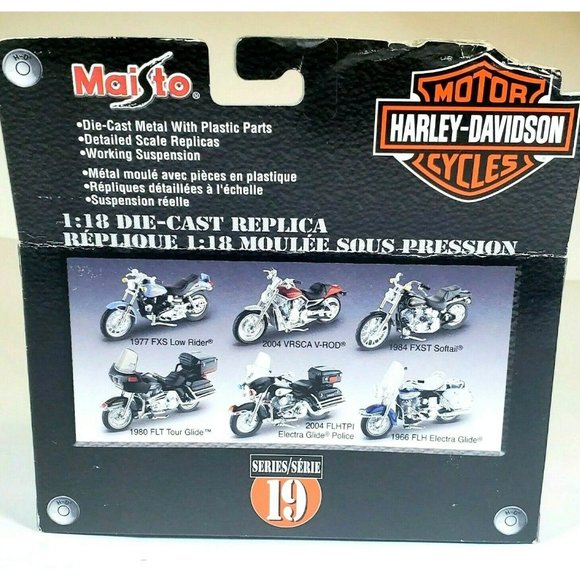 H-D
Maisto®
MOTOR
HARLEY-DAVIDSON
CYCLES
•Die-Cast Metal With Plastic Parts
•Detailed Scale Replicas
•Working Suspension
•Métal moulé avec pièces en plastique
•Répliques détaillées à l'échelle
•Suspension réelle
1:18 DIE-CAST REPLICA
RÉPLIQUE 1:18 MOULÉE SOUS PRESSION
1977 FXS Low Rider®
2004 VRSCA V-ROD®
1984 FXST Softail®
1980 FLT Tour Glide™
2004 FLHTPI
Electra Glide® Police
1966 FLH Electra Glide®
SERIES/SÉRIE
19
H-D
H-D